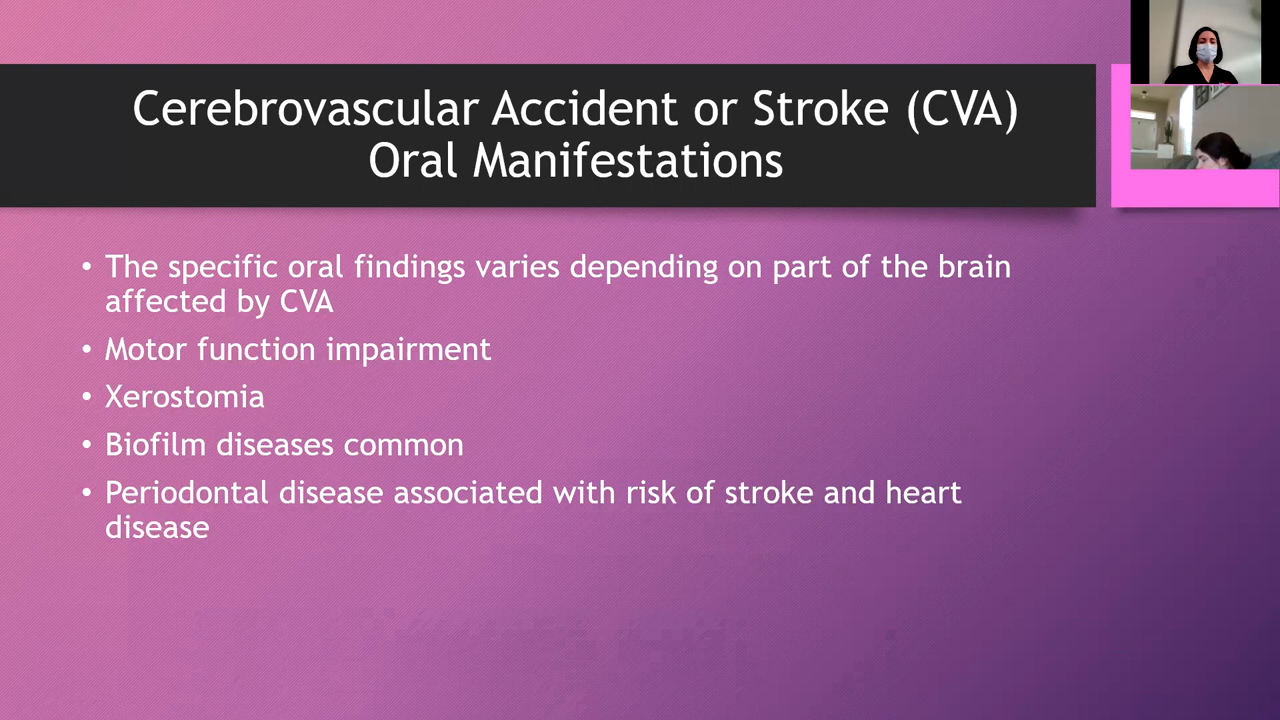 Cerebrovascular Accident or Stroke (CVA)
Oral Manifestations
• The specific oral findings varies depending on part of the brain
affected by CVA
• Motor function impairment
• Xerostomia
• Biofilm diseases common
• Periodontal disease associated with risk of stroke and heart
disease